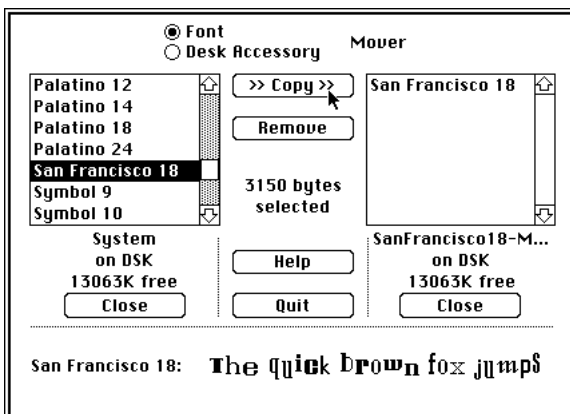 Font
Desk Accessory
Mover
Palatino 12
Palatino 14
Palatino 18
Palatino 24
San Francisco 18
Symbol 9
Symbol 10
>> Copy >>
Remove
3150 bytes
selected
San Francisco 18
System
on DSK
13063K free
Close
Help
Quit
SanFrancisco18-M...
on DSK
13063K free
Close
San Francisco 18: The quick brown fox jumps